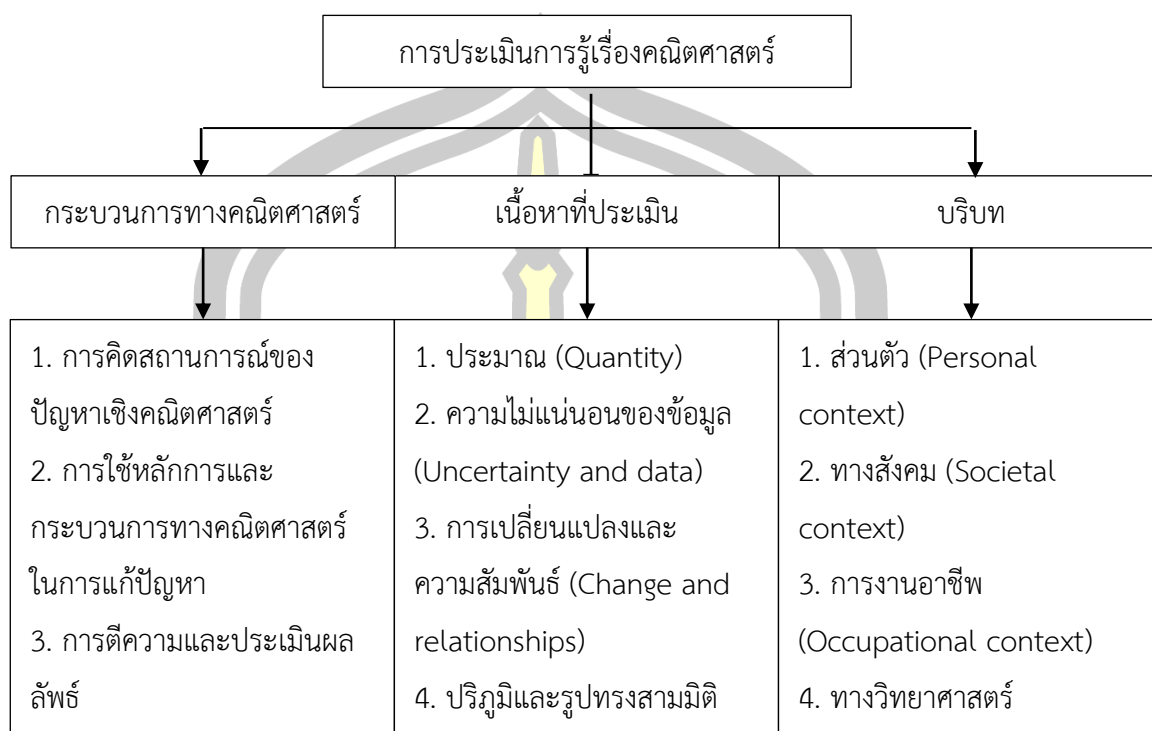 การประเมินการรู้เรื่องคณิตศาสตร์
กระบวนการทางคณิตศาสตร์
เนื้อหาที่ประเมิน
บริบท
1. การคิดสถานการณ์ของ
ปัญหาเชิงคณิตศาสตร์
2. การใช้หลักการและ
กระบวนการทางคณิตศาสตร์
ในการแก้ปัญหา
3. การตีความและประเมินผล
ลัพธ์
1. ประมาณ (Quantity)
2. ความไม่แน่นอนของข้อมูล
(Uncertainty and data)
3. การเปลี่ยนแปลงและ
ความสัมพันธ์ (Change and
relationships)
4. ปริภูมิและรูปทรงสามมิติ
1. ส่วนตัว (Personal
context)
2. ทางสังคม (Societal
context)
3. การงานอาชีพ
(Occupational context)
4. ทางวิทยาศาสตร์